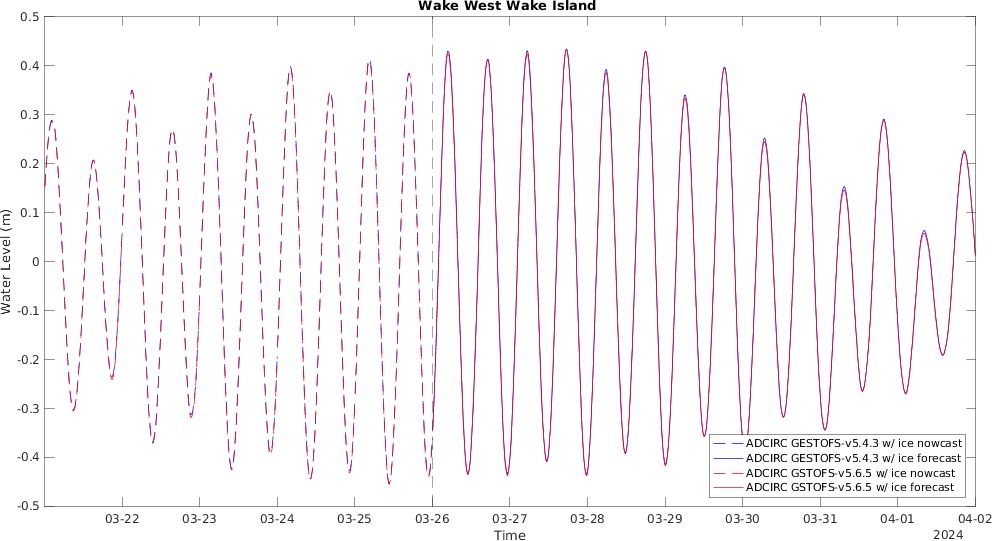 Wake West Wake Island
0.5
0.4
0.3
0.2
0.1
0
-0.1
-0.2
-0.3
-0.4
-0.5
Water Level (m)
ADCIRC GESTOFS-v5.4.3 w/ ice nowcast
ADCIRC GESTOFS-v5.4.3 w/ ice forecast
ADCIRC GSTOFS-v5.6.5 w/ ice nowcast
ADCIRC GSTOFS-v5.6.5 w/ ice forecast
03-22 03-23 03-24 03-25 03-26 03-27 03-28 03-29 03-30 03-31 04-01 04-02
Time
2024